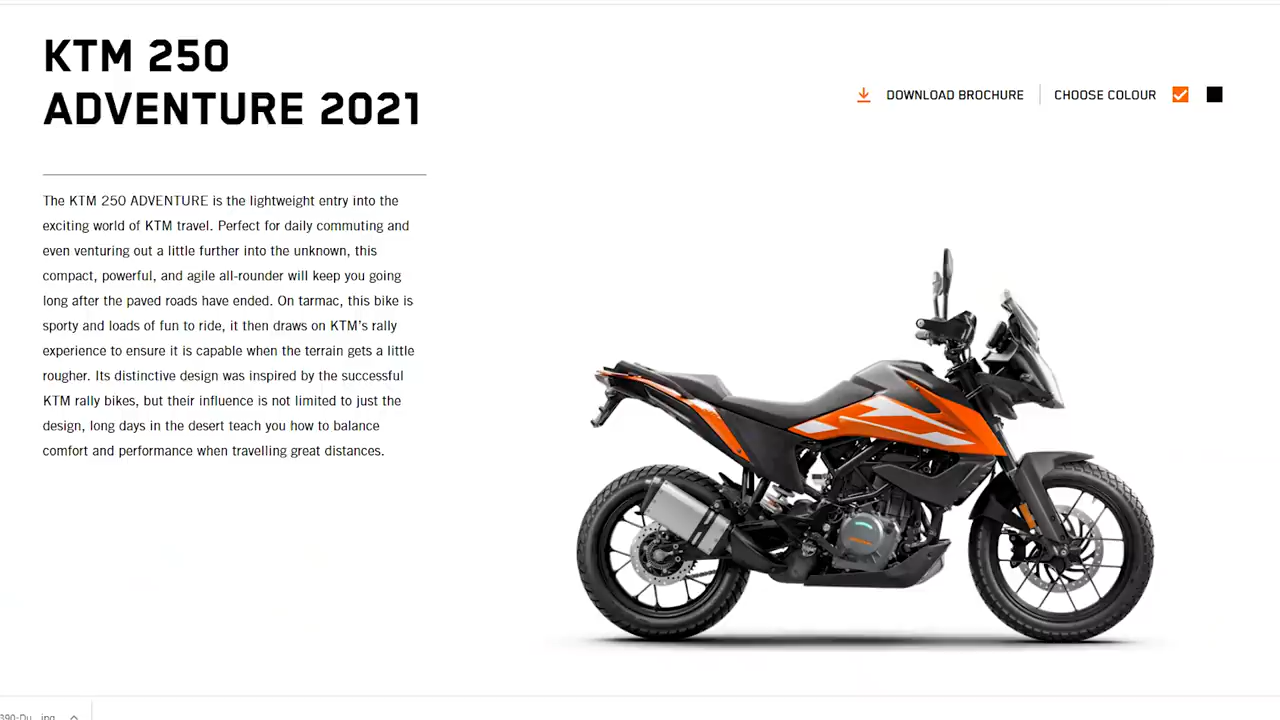 KTM 250
ADVENTURE 2021
DOWNLOAD BROCHURE
CHOOSE COLOUR
The KTM 250 ADVENTURE is the lightweight entry into the
exciting world of KTM travel. Perfect for daily commuting and
even venturing out a little further into the unknown, this
compact, powerful, and agile all-rounder will keep you going
long after the paved roads have ended. On tarmac, this bike is
sporty and loads of fun to ride, it then draws on KTM's rally
experience to ensure it is capable when the terrain gets a little
rougher. Its distinctive design was inspired by the successful
KTM rally bikes, but their influence is not limited to just the
design, long days in the desert teach you how to balance
comfort and performance when travelling great distances.